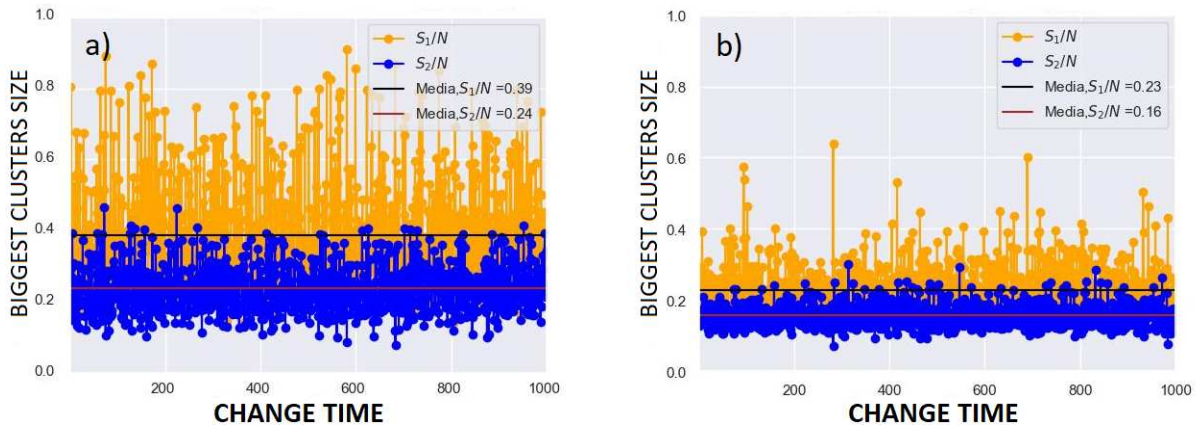 a)
S₁/N
S₂/N
Media,S₁/N =0.39
Media,S₂/N =0.24
1.0
0.8
0.6
0.4
0.2
0.0
200 400 600 800 1000
BIGGEST CLUSTERS SIZE
CHANGE TIME
b)
S₁/N
S₂/N
Media,S₁/N =0.23
Media,S₂/N =0.16
1.0
0.8
0.6
0.4
0.2
0.0
200 400 600 800 1000
BIGGEST CLUSTERS SIZE
CHANGE TIME